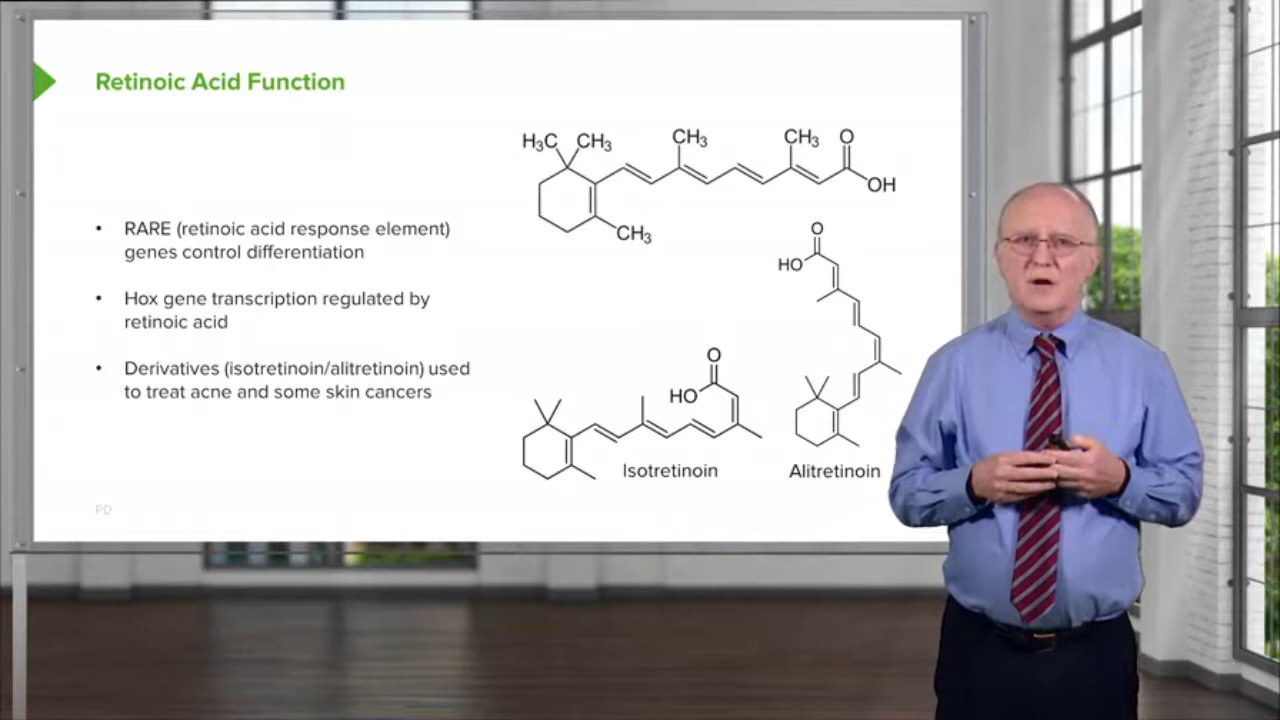 Retinoic Acid Function
• RARE (retinoic acid response element)
genes control differentiation
• Hox gene transcription regulated by
retinoic acid
• Derivatives (isotretinoin/alitretinoin) used
to treat acne and some skin cancers
H₃C CH₃ CH₃ CH₃ O
OH
CH₃
O
HO
O
HO
Isotretinoin
Alitretinoin
PD